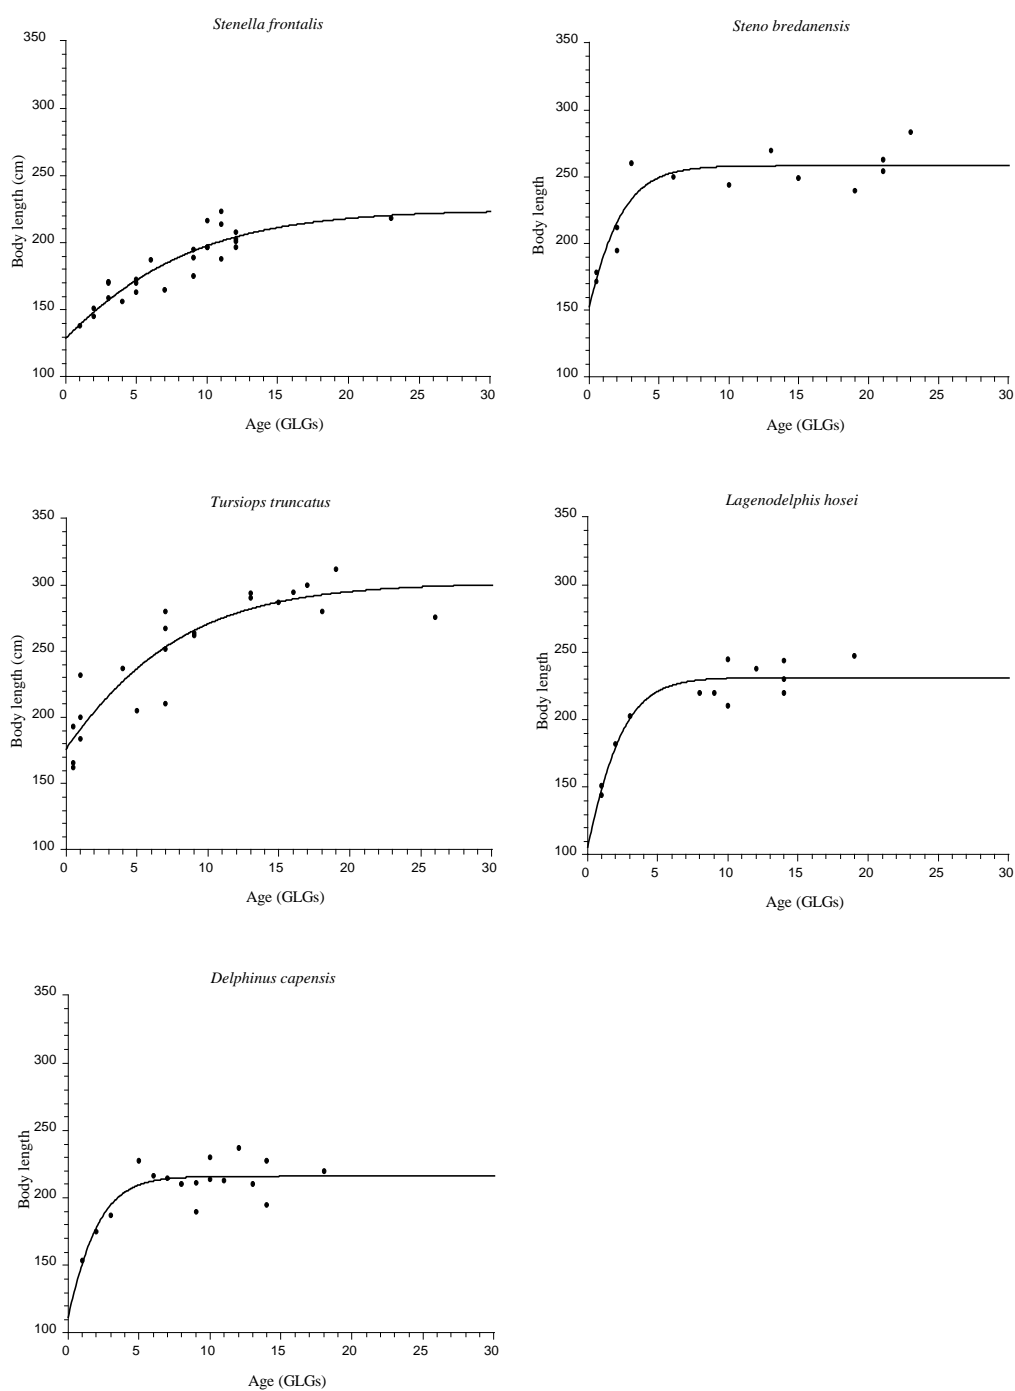 Stenella frontalis
350
300
250
200
150
100
Body length (cm)
0 5 10 15 20 25 30
Age (GLGs)
Steno bredanensis
350
300
250
200
150
100
Body length
0 5 10 15 20 25 30
Age (GLGs)
Tursiops truncatus
350
300
250
200
150
100
Body length (cm)
0 5 10 15 20 25 30
Age (GLGs)
Lagenodelphis hosei
350
300
250
200
150
100
Body length
0 5 10 15 20 25 30
Age (GLGs)
Delphinus capensis
350
300
250
200
150
100
Body length
0 5 10 15 20 25 30
Age (GLGs)